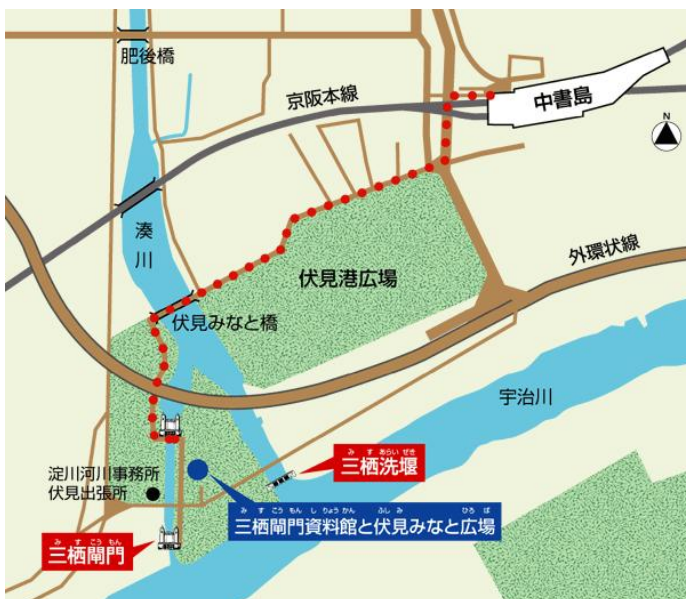 肥後橋
京阪本線
中書島
N
湊川
伏見港広場
外環状線
伏見みなと橋
宇治川
み す あらい ぜき
三栖洗堰
淀川河川事務所
伏見出張所
み す こう もん し りょう かん ふし み ひろ ば
三栖閘門資料館と伏見みなと広場
み す こう もん
三栖閘門